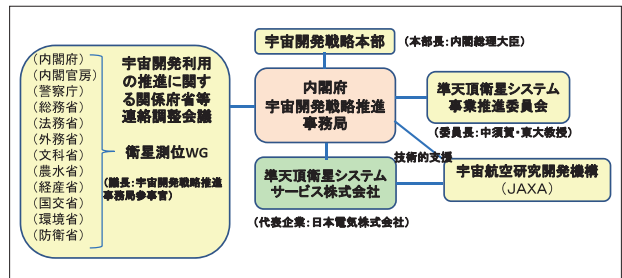 宇宙開発戦略本部
(本部長:内閣総理大臣)
(内閣府)
(内閣官房)
(警察庁)
(総務省)
(法務省)
(外務省)
(文科省)
(農水省)
(経産省)
(国交省)
(環境省)
(防衛省)
宇宙開発利用
の推進に関す
る関係府省等
連絡調整会議
衛星測位WG
(議長:宇宙開発戦略推進
事務局参事官)
内閣府
宇宙開発戦略推進
事務局
準天頂衛星システム
事業推進委員会
(委員長:中須賀・東大教授)
技術的支援
準天頂衛星システム
サービス株式会社
(代表企業:日本電気株式会社)
宇宙航空研究開発機構
(JAXA)